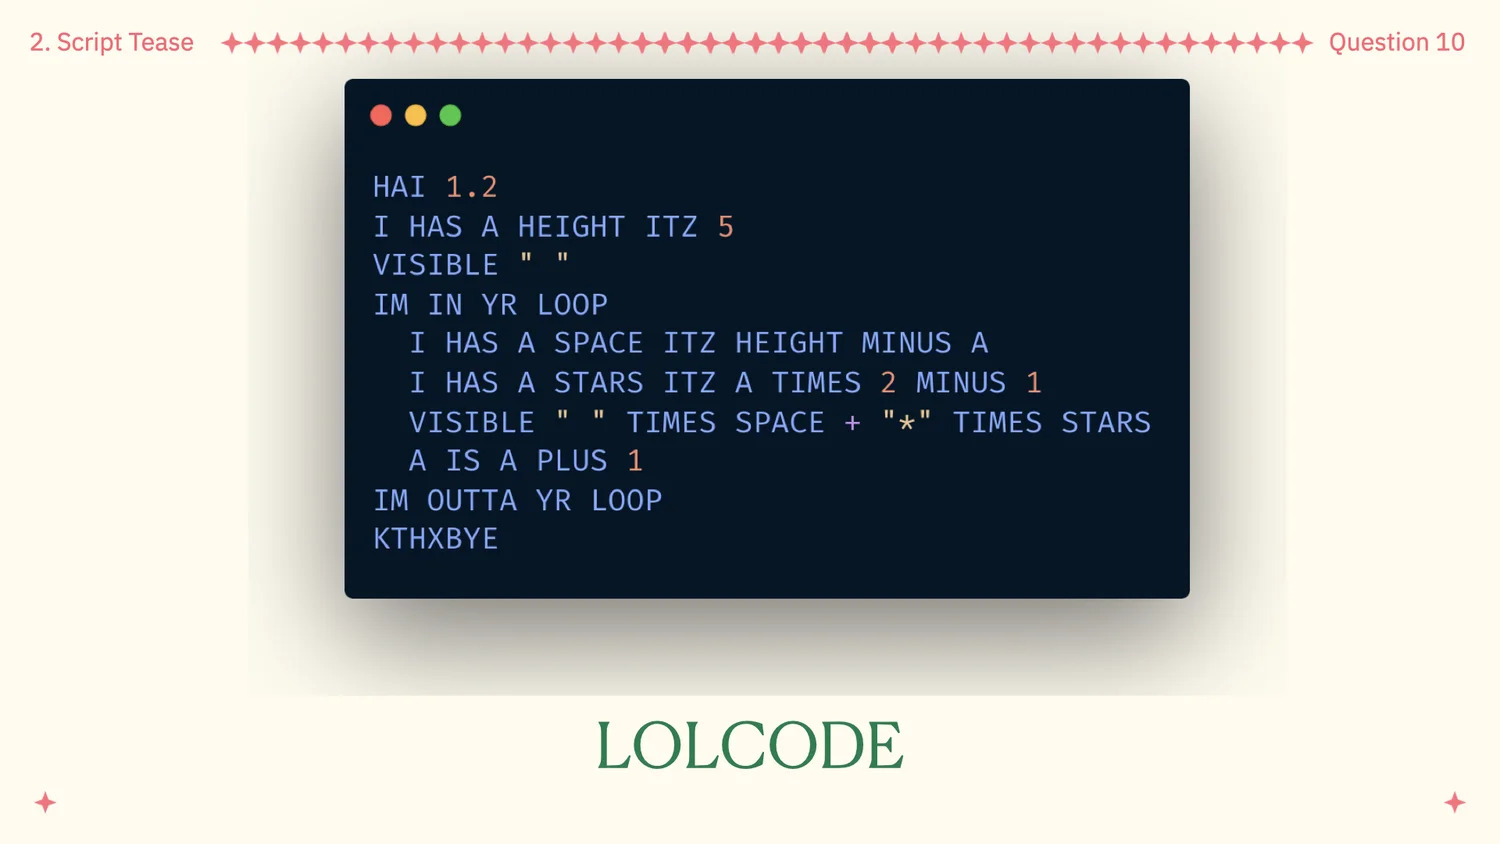 2. Script Tease
Question 10
HAI 1.2
I HAS A HEIGHT ITZ 5
VISIBLE " "
IM IN YR LOOP
  I HAS A SPACE ITZ HEIGHT MINUS A
  I HAS A STARS ITZ A TIMES 2 MINUS 1
  VISIBLE " " TIMES SPACE + "*" TIMES STARS
  A IS A PLUS 1
IM OUTTA YR LOOP
KTHXBYE
LOLCODE